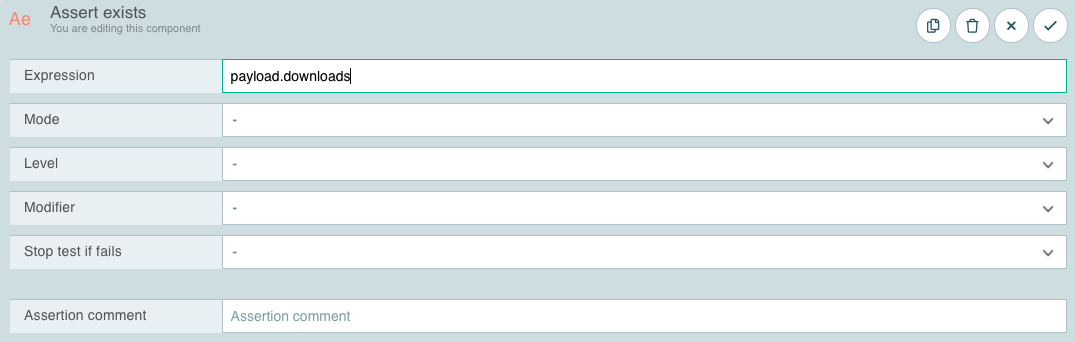 Ae
Assert exists
You are editing this component
Expression
payload.downloads
Mode
-
Level
-
Modifier
-
Stop test if fails
-
Assertion comment
Assertion comment